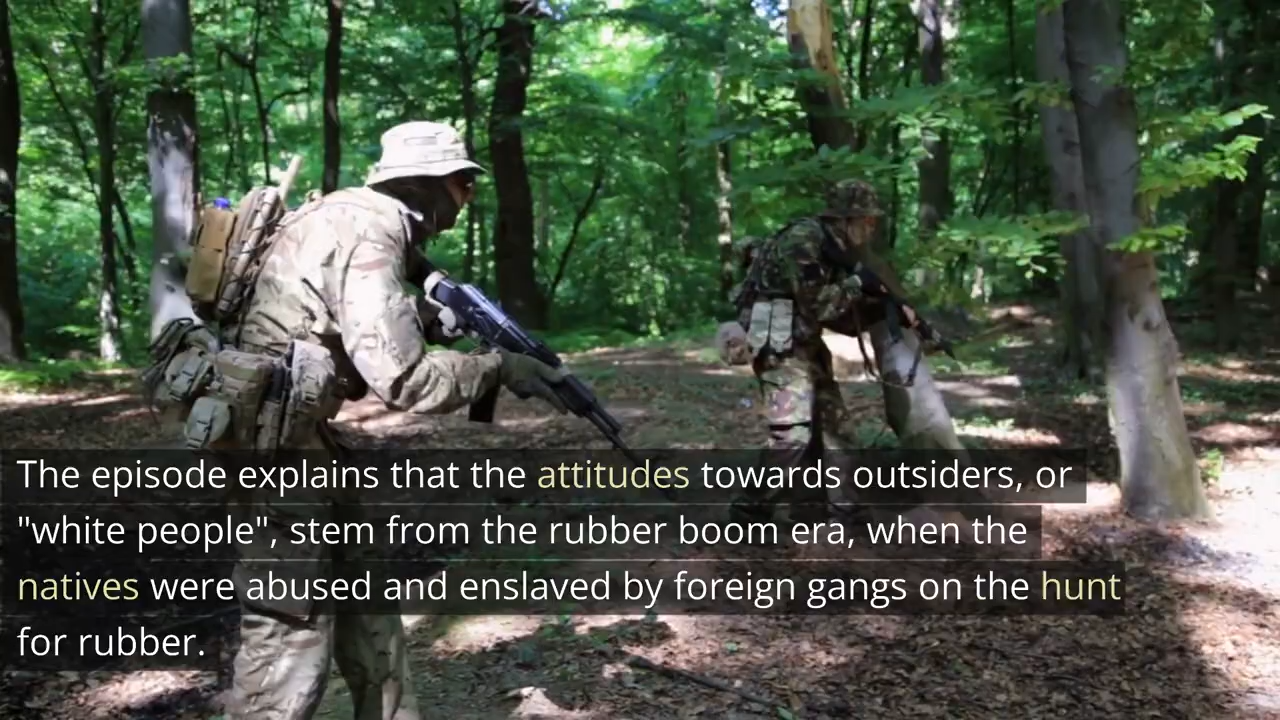 The episode explains that the attitudes towards outsiders, or
"white people", stem from the rubber boom era, when the
natives were abused and enslaved by foreign gangs on the hunt
for rubber.